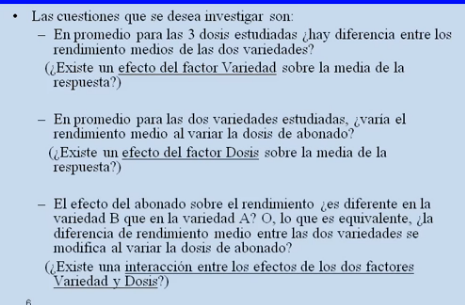 • Las cuestiones que se desea investigar son:
– En promedio para las 3 dosis estudiadas ¿hay diferencia entre los
rendimiento medios de las dos variedades?
(¿Existe un efecto del factor Variedad sobre la media de la
respuesta?)
– En promedio para las dos variedades estudiadas, ¿varía el
rendimiento medio al variar la dosis de abonado?
(¿Existe un efecto del factor Dosis sobre la media de la
respuesta?)
– El efecto del abonado sobre el rendimiento ¿es diferente en la
variedad B que en la variedad A? O, lo que es equivalente, ¿la
diferencia de rendimiento medio entre las dos variedades se
modifica al variar la dosis de abonado?
(¿Existe una interacción entre los efectos de los dos factores
Variedad y Dosis?)
6